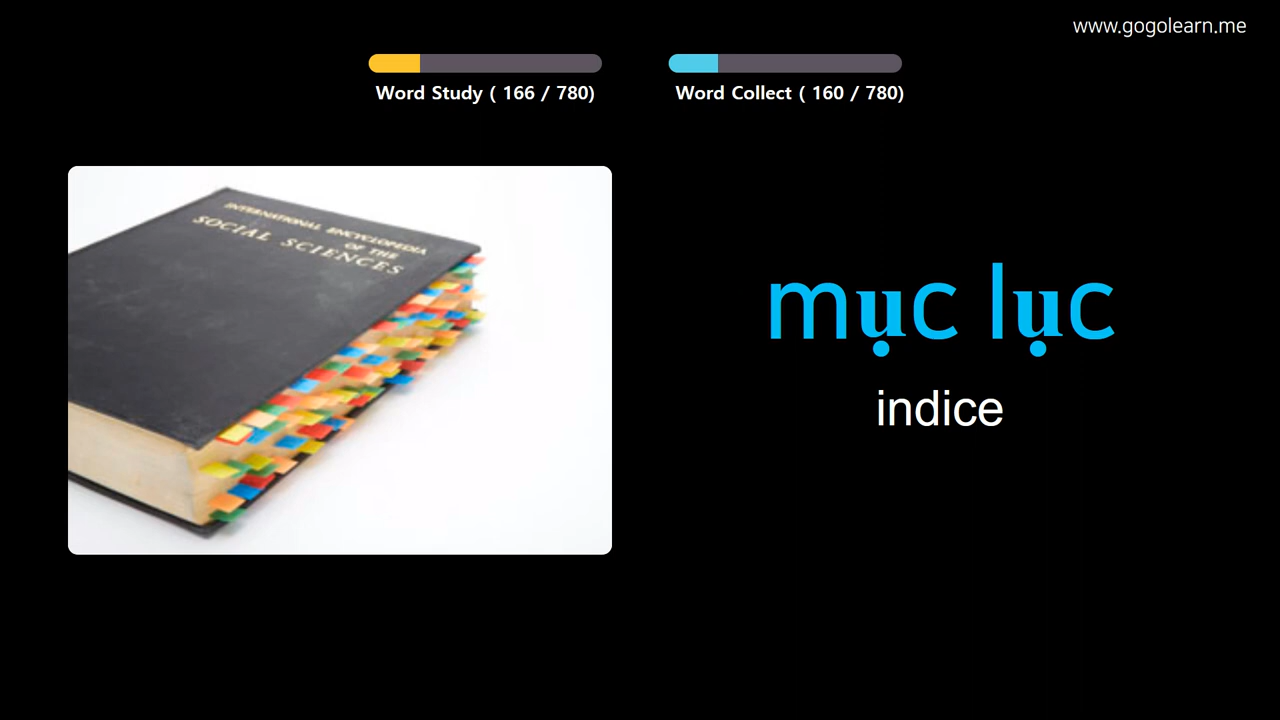 www.gogolearn.me
Word Study ( 166 / 780)
Word Collect ( 160 / 780)
INTERNATIONAL ENCYCLOPEDIA
OF THE
SOCIAL SCIENCES
mục lục
indice